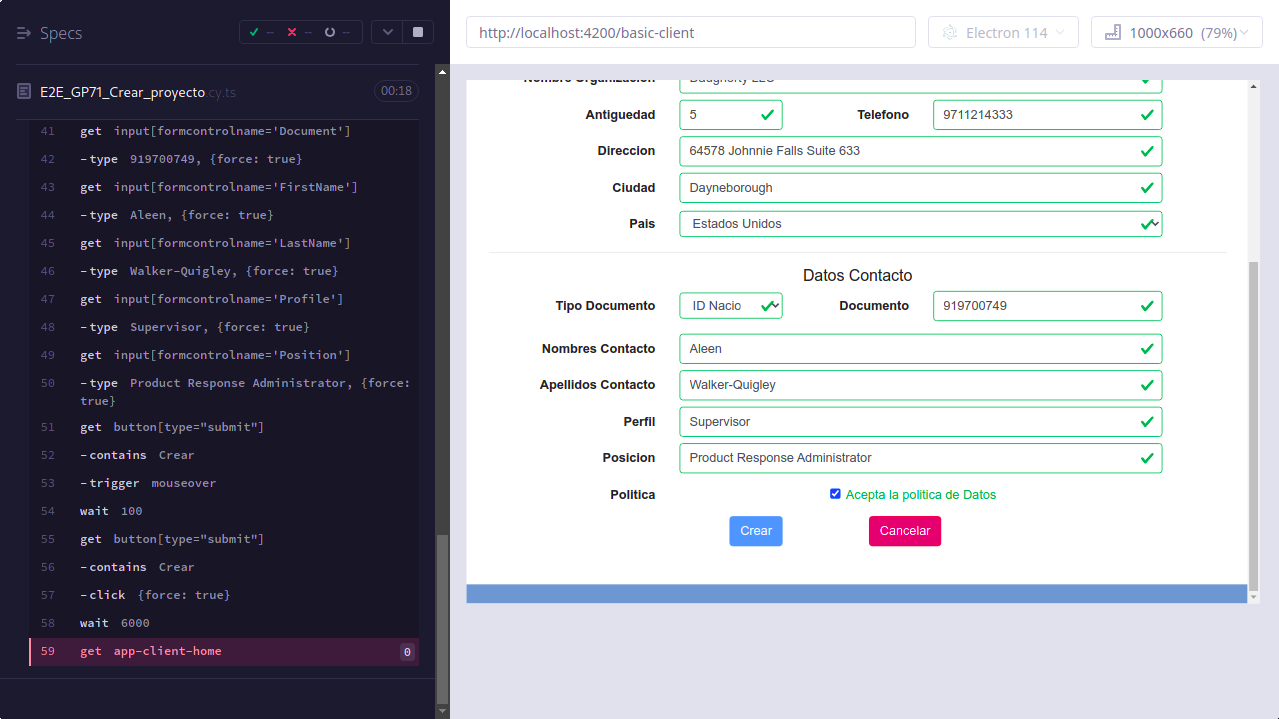 Specs
-- -- --
E2E_GP71_Crear_proyecto.cy.ts
00:18
41 get input[formcontrolname='Document']
42 -type 919700749, {force: true}
43 get input[formcontrolname='FirstName']
44 -type Aleen, {force: true}
45 get input[formcontrolname='LastName']
46 -type Walker-Quigley, {force: true}
47 get input[formcontrolname='Profile']
48 -type Supervisor, {force: true}
49 get input[formcontrolname='Position']
50 -type Product Response Administrator, {force:
true}
51 get button[type="submit"]
52 -contains Crear
53 -trigger mouseover
54 wait 100
55 get button[type="submit"]
56 -contains Crear
57 -click {force: true}
58 wait 6000
59 get app-client-home 0
http://localhost:4200/basic-client
Electron 114
1000x660 (79%)
Nombre Organizacion Daugherty LLC
Antiguedad 5 Telefono 9711214333
Direccion 64578 Johnnie Falls Suite 633
Ciudad Dayneborough
Pais Estados Unidos
Datos Contacto
Tipo Documento ID Nacio Documento 919700749
Nombres Contacto Aleen
Apellidos Contacto Walker-Quigley
Perfil Supervisor
Posicion Product Response Administrator
Politica Acepta la politica de Datos
Crear Cancelar